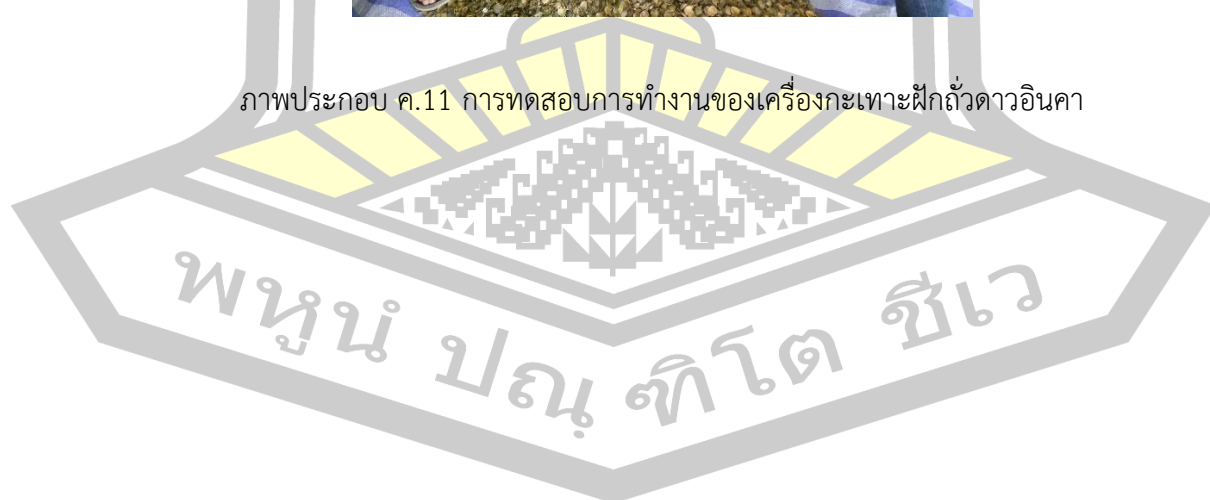 ภาพประกอบ ค.11 การทดสอบการทำงานของเครื่องกะเทาะฝักถั่วดาวอินคา
พหูนํ ปณฺฑิโต ชีเว